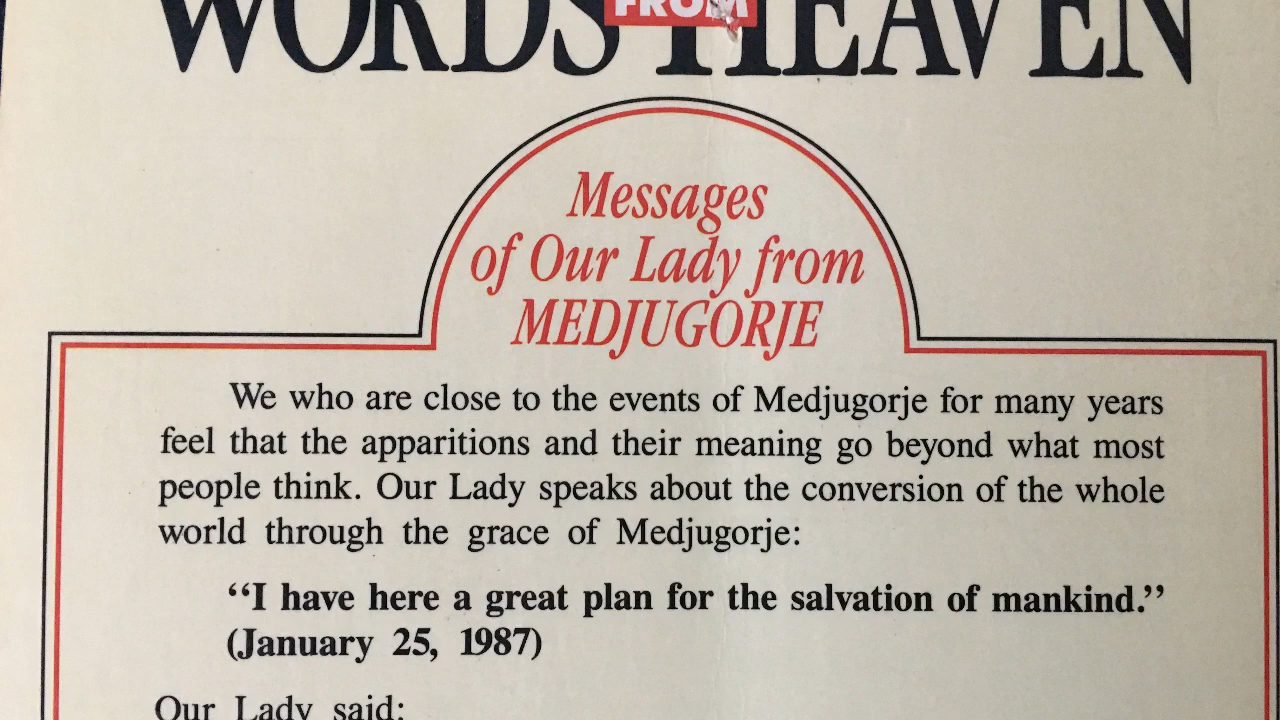 WORDS FROM HEAVEN
Messages
of Our Lady from
MEDJUGORJE
We who are close to the events of Medjugorje for many years
feel that the apparitions and their meaning go beyond what most
people think. Our Lady speaks about the conversion of the whole
world through the grace of Medjugorje:
“I have here a great plan for the salvation of mankind.”
(January 25, 1987)
Our Lady said: